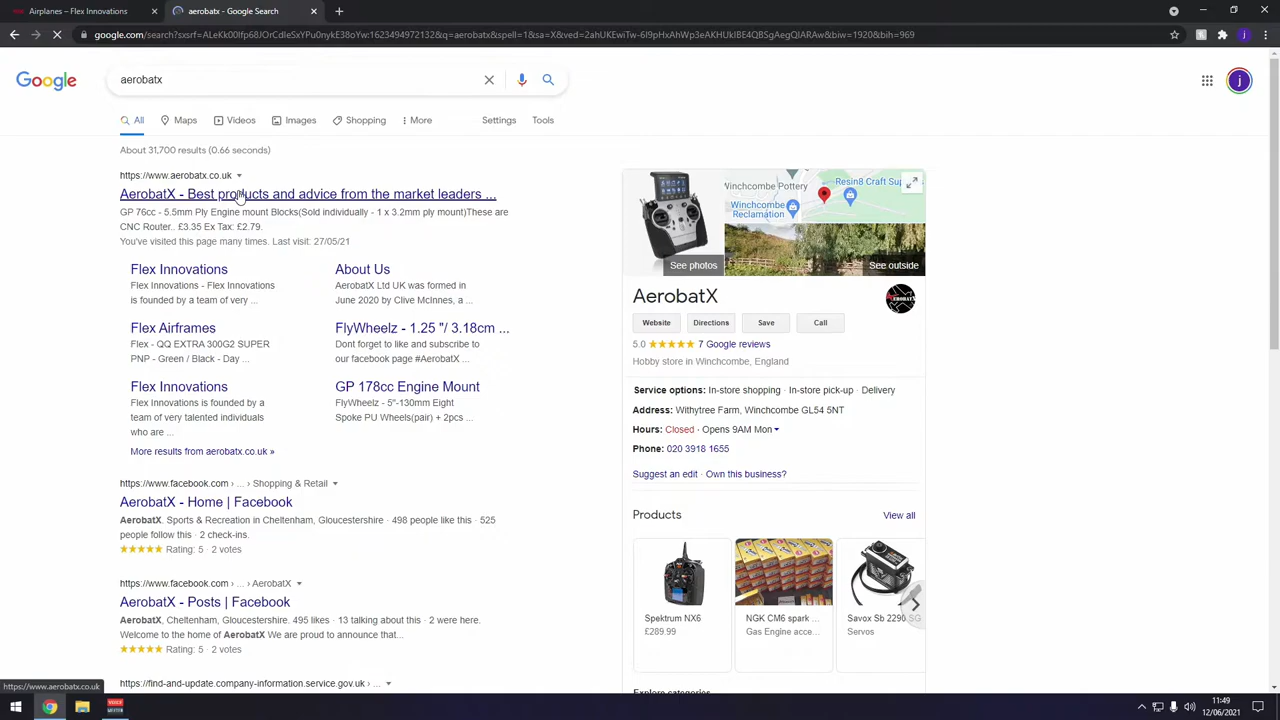 Airplanes – Flex Innovations
aerobatx - Google Search
google.com/search?sxsrf=ALeKk00lfp68JOrCdleSxYPu0nykE38oYw:1623494972132&q=aerobatx&spell=1&sa=X&ved=2ahUKEwiTw-6l9pHxAhWp3eAKHUkIBE4QBSgAegQIARAw&biw=1920&bih=969
j
Google
aerobatx
j
All
Maps
Videos
Images
Shopping
More
Settings
Tools
About 31,700 results (0.66 seconds)
https://www.aerobatx.co.uk
AerobatX - Best products and advice from the market leaders ...
GP 76cc - 5.5mm Ply Engine mount Blocks(Sold individually - 1 x 3.2mm ply mount)These are
CNC Router.. £3.35 Ex Tax: £2.79.
You've visited this page many times. Last visit: 27/05/21
Flex Innovations
Flex Innovations - Flex Innovations
is founded by a team of very ...
About Us
AerobatX Ltd UK was formed in
June 2020 by Clive McInnes, a ...
Flex Airframes
Flex - QQ EXTRA 300G2 SUPER
PNP - Green / Black - Day ...
FlyWheelz - 1.25 "/ 3.18cm ...
Dont forget to like and subscribe to
our facebook page #AerobatX ...
Flex Innovations
Flex Innovations is founded by a
team of very talented individuals
who are ...
GP 178cc Engine Mount
FlyWheelz - 5"-130mm Eight
Spoke PU Wheels(pair) + 2pcs ...
More results from aerobatx.co.uk »
https://www.facebook.com › ... › Shopping & Retail
AerobatX - Home | Facebook
AerobatX. Sports & Recreation in Cheltenham, Gloucestershire · 498 people like this · 525
people follow this · 2 check-ins.
Rating: 5 · 2 votes
https://www.facebook.com › ... › AerobatX
AerobatX - Posts | Facebook
AerobatX, Cheltenham, Gloucestershire. 495 likes · 13 talking about this · 2 were here.
Welcome to the home of AerobatX We are proud to announce that...
Rating: 5 · 2 votes
https://find-and-update.company-information.service.gov.uk › ...
https://www.aerobatx.co.uk
See photos
Winchcombe Pottery
Winchcombe
Reclamation
Resin8 Craft Sup
See outside
AerobatX
Website
Directions
Save
Call
5.0
7 Google reviews
Hobby store in Winchcombe, England
Service options: In-store shopping · In-store pick-up · Delivery
Address: Withytree Farm, Winchcombe GL54 5NT
Hours: Closed · Opens 9AM Mon
Phone: 020 3918 1655
Suggest an edit · Own this business?
Products
View all
Spektrum NX6
£289.99
NGK CM6 spark ...
Gas Engine acce...
Savox Sb 2290 SG
Servos
Explore categories
VOICE
MEETER
11:49
12/06/2021